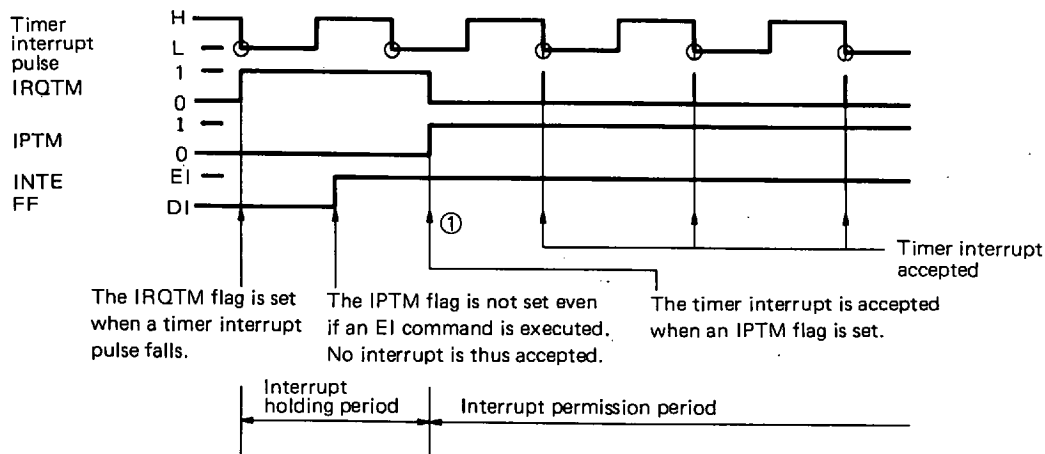 Timer
interrupt
pulse
H
L
IRQTM
1
0
IPTM
1
0
INTE
FF
EI
DI
①
Timer interrupt
accepted
The IRQTM flag is set
when a timer interrupt
pulse falls.
The IPTM flag is not set even
if an EI command is executed.
No interrupt is thus accepted.
The timer interrupt is accepted
when an IPTM flag is set.
Interrupt
holding period
Interrupt permission period